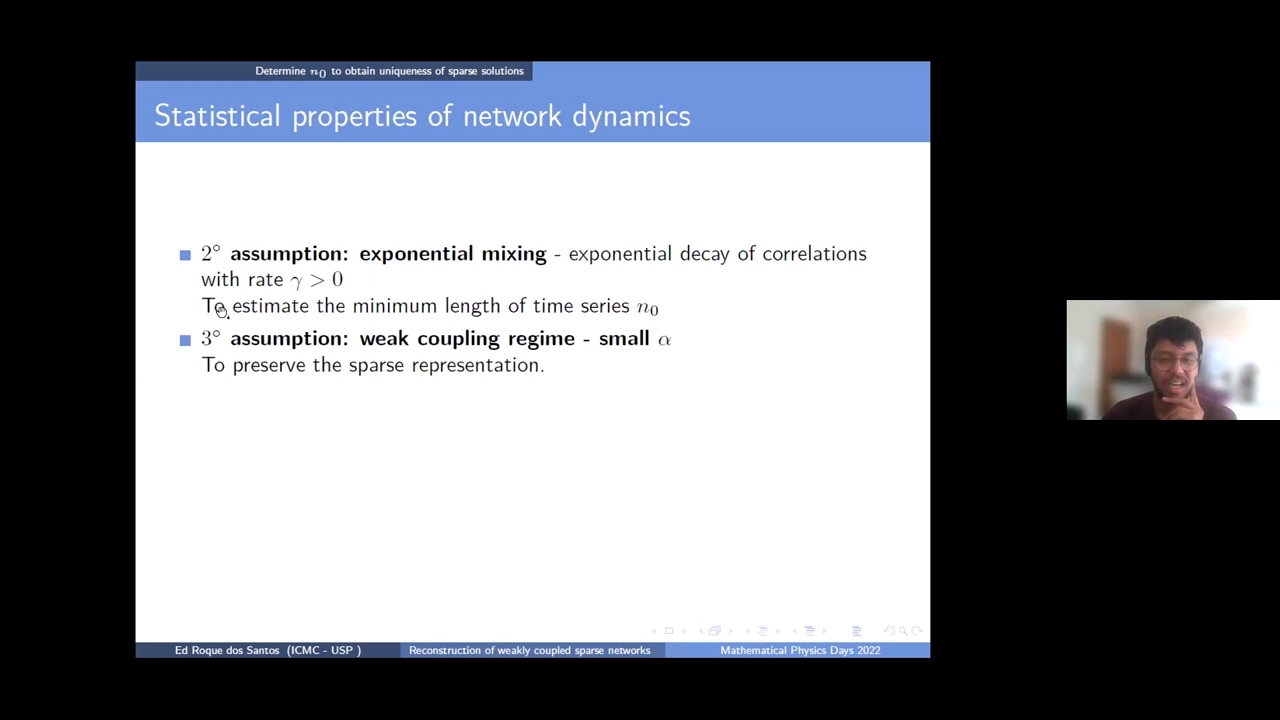 Determine n₀ to obtain uniqueness of sparse solutions
Statistical properties of network dynamics
2° assumption: exponential mixing - exponential decay of correlations
with rate γ > 0
To estimate the minimum length of time series n₀
3° assumption: weak coupling regime - small α
To preserve the sparse representation.
Ed Roque dos Santos (ICMC - USP )
Reconstruction of weakly coupled sparse networks
Mathematical Physics Days 2022